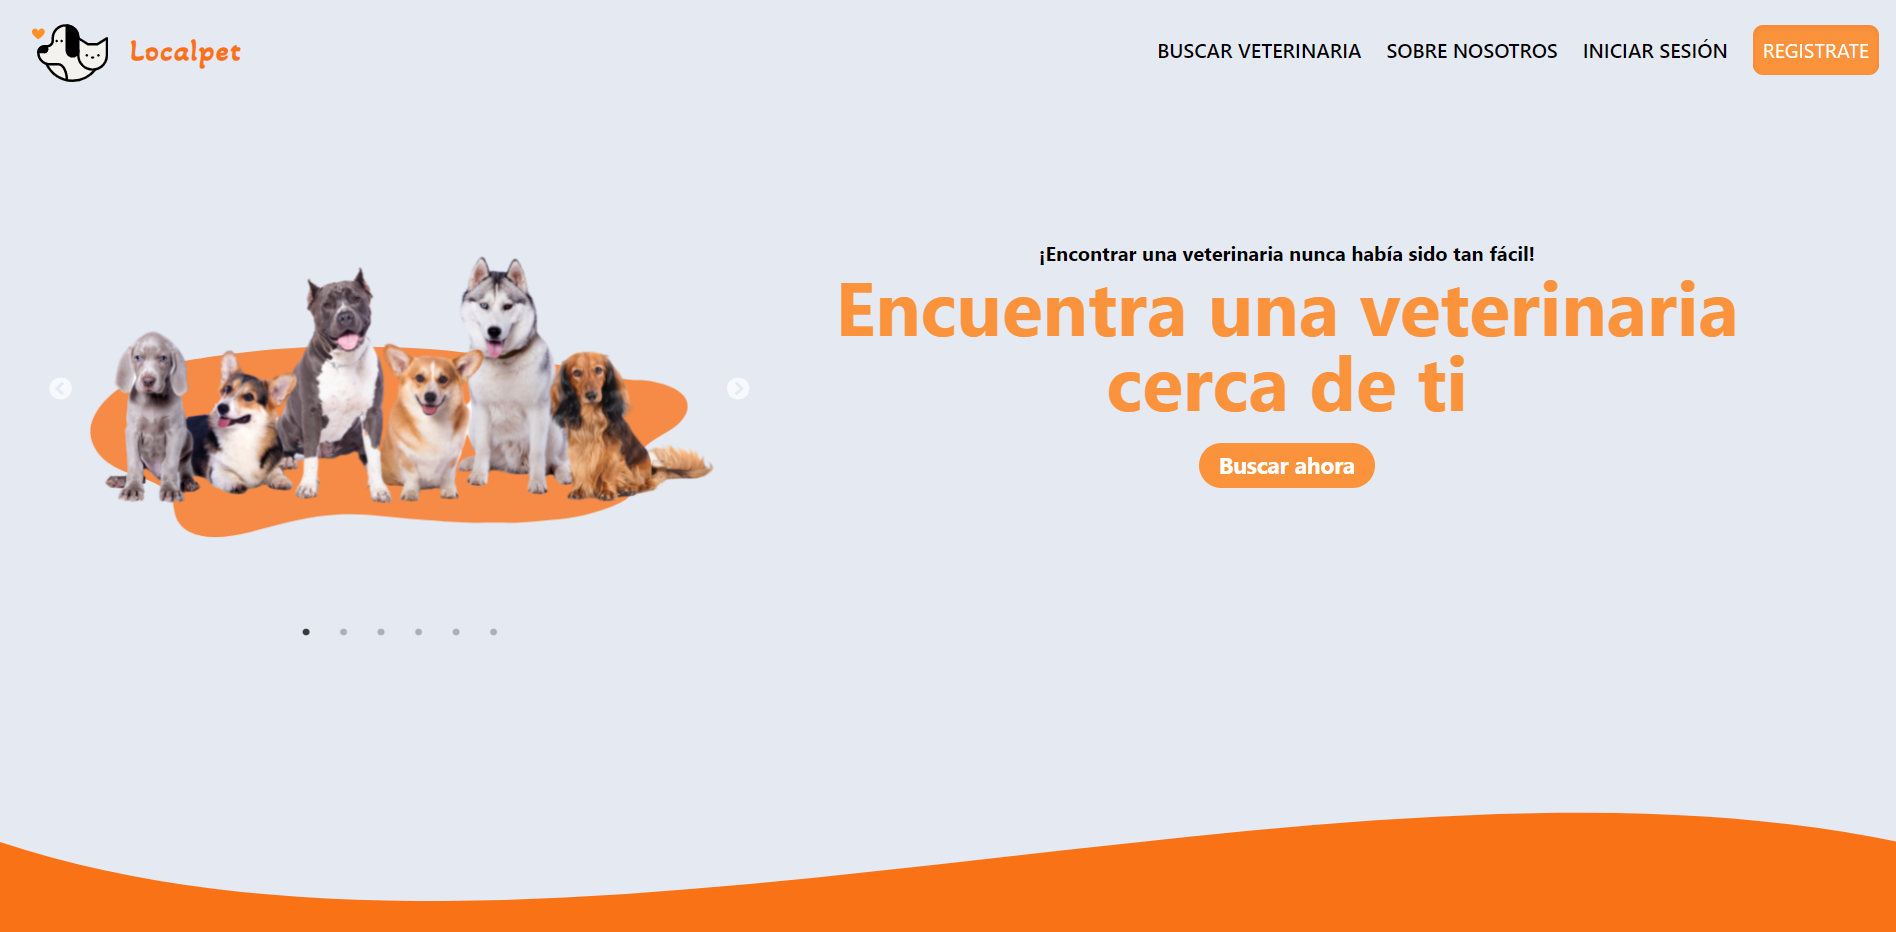 Localpet
BUSCAR VETERINARIA
SOBRE NOSOTROS
INICIAR SESIÓN
REGISTRATE
¡Encontrar una veterinaria nunca había sido tan fácil!
Encuentra una veterinaria
cerca de ti
Buscar ahora